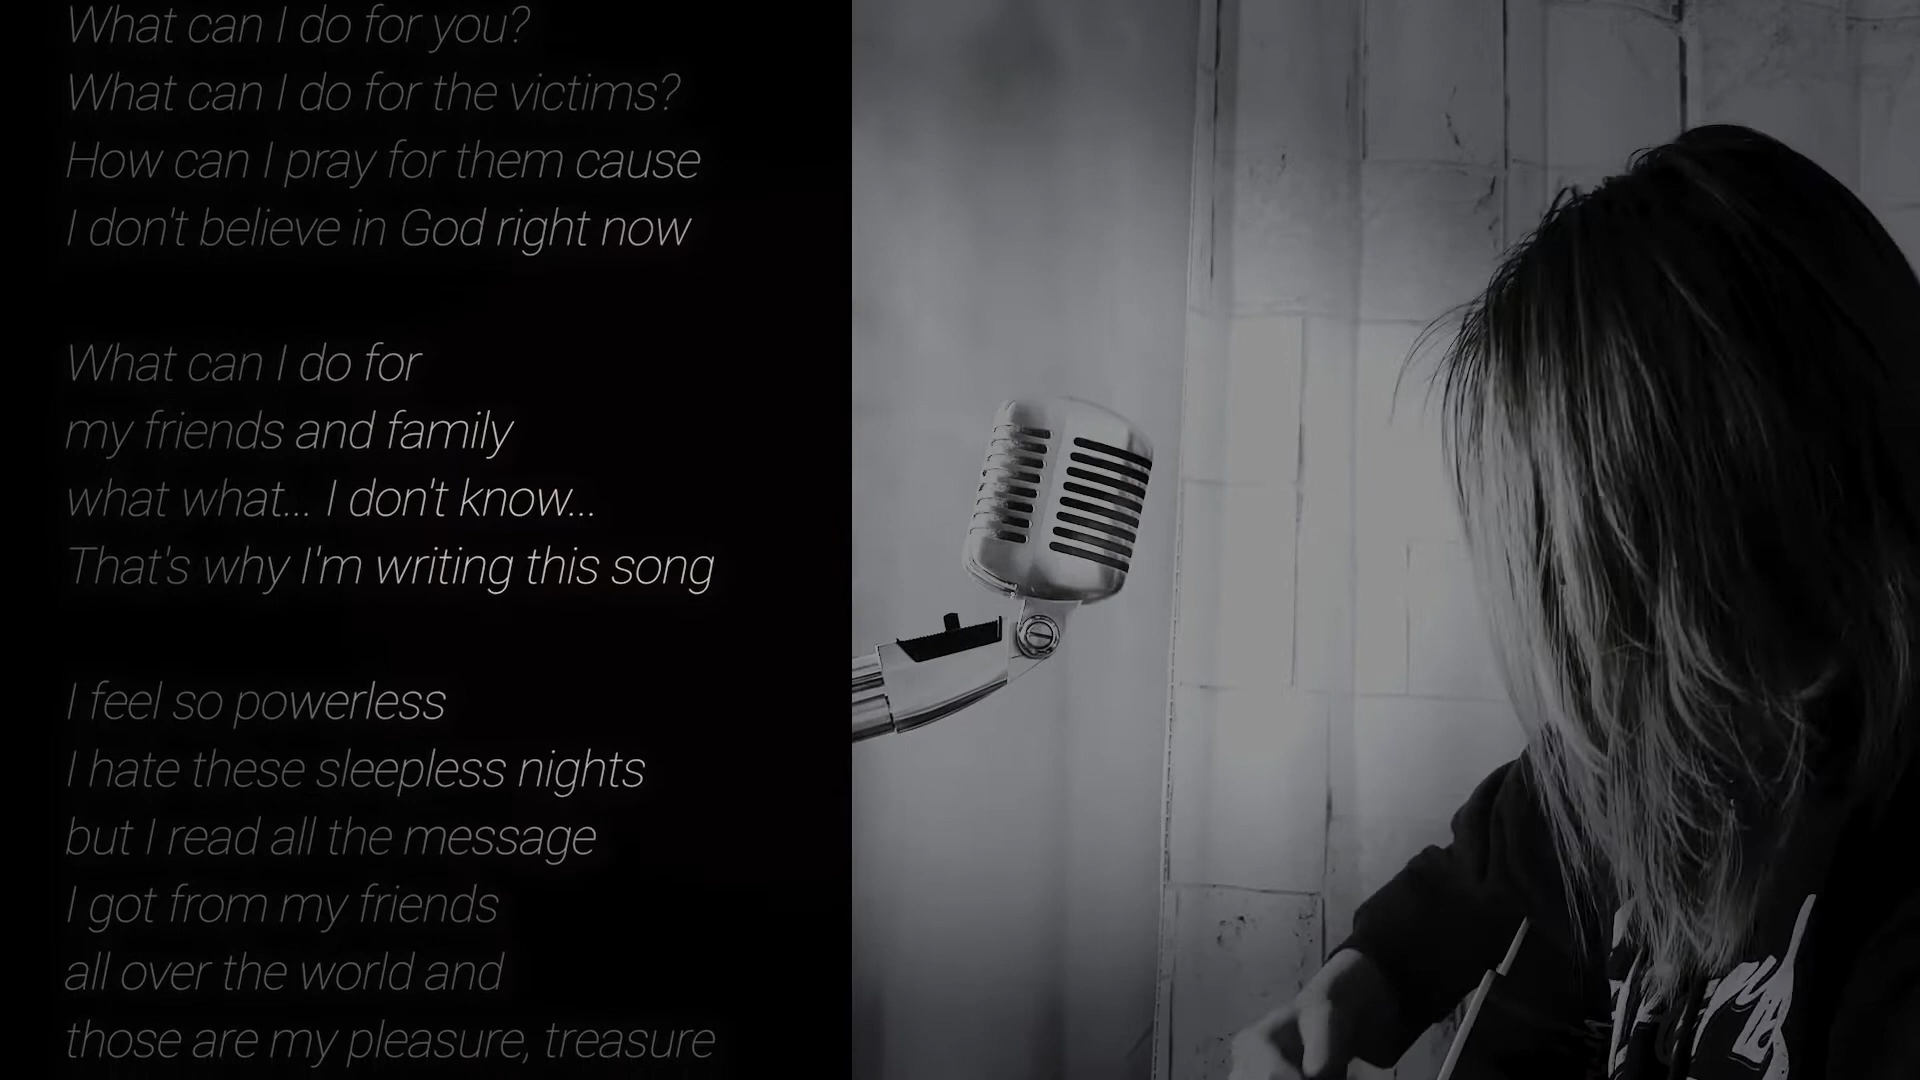 What can I do for you?
What can I do for the victims?
How can I pray for them cause
I don't believe in God right now
What can I do for
my friends and family
what what... I don't know...
That's why I'm writing this song
I feel so powerless
I hate these sleepless nights
but I read all the message
I got from my friends
all over the world and
those are my pleasure, treasure